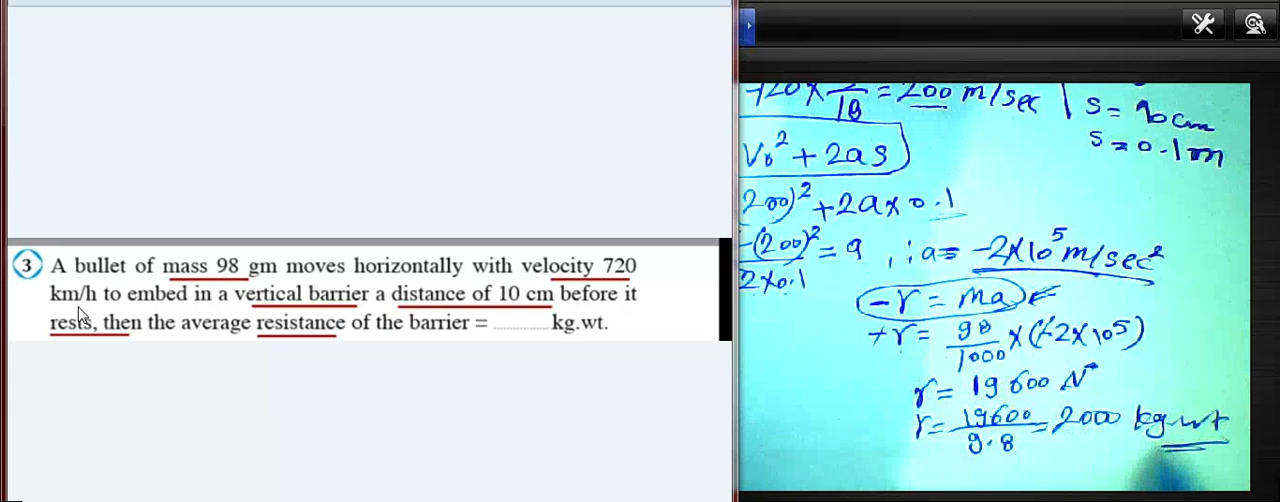 3 A bullet of mass 98 gm moves horizontally with velocity 720
km/h to embed in a vertical barrier a distance of 10 cm before it
rests, then the average resistance of the barrier = ............ kg.wt.
720 × 5/18 = 200 m/sec
S = 10 cm
S = 0.1 m
V₀² + 2aS
200)² + 2a × 0.1
-(200)²/2×0.1 = a , ∴ a = -2×10⁵ m/sec²
-r = ma
+r = 98/1000 × (+2×10⁵)
r = 19600 N
r = 19600/9.8 = 2000 kg.wt